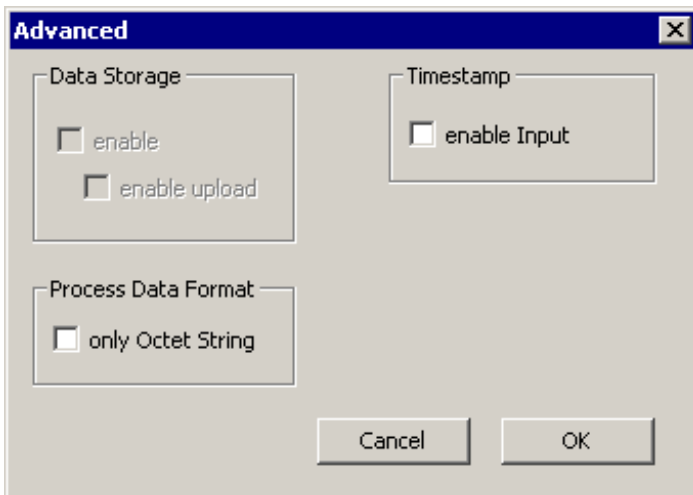 Advanced
Data Storage
enable
enable upload
Timestamp
enable Input
Process Data Format
only Octet String
Cancel
OK